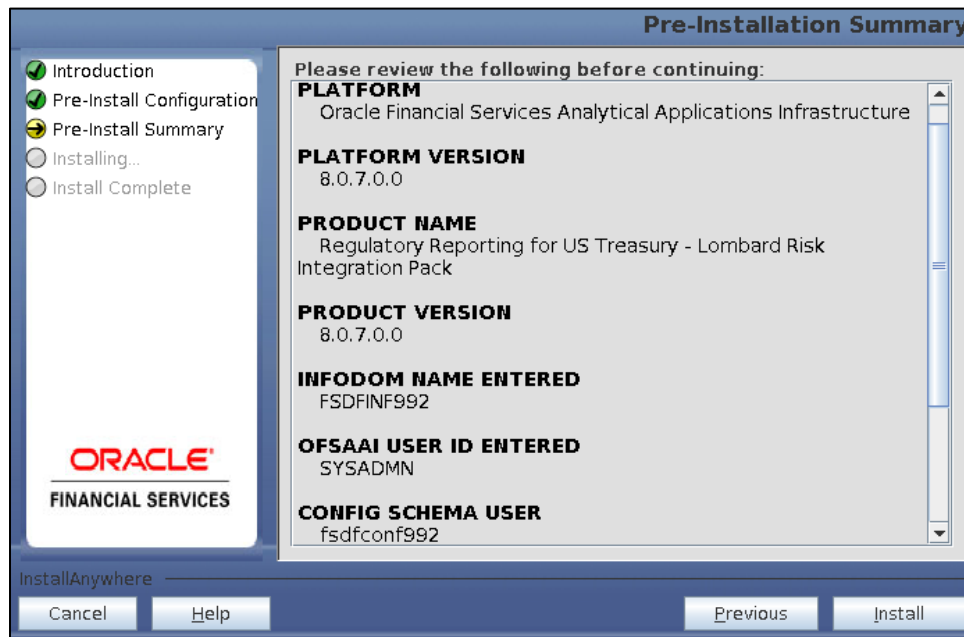 Pre-Installation Summary
Introduction
Pre-Install Configuration
Pre-Install Summary
Installing...
Install Complete
ORACLE'
FINANCIAL SERVICES
Please review the following before continuing:
PLATFORM
Oracle Financial Services Analytical Applications Infrastructure
PLATFORM VERSION
8.0.7.0.0
PRODUCT NAME
Regulatory Reporting for US Treasury - Lombard Risk
Integration Pack
PRODUCT VERSION
8.0.7.0.0
INFODOM NAME ENTERED
FSDFINF992
OFSAAI USER ID ENTERED
SYSADMN
CONFIG SCHEMA USER
fsdfconf992
InstallAnywhere
Cancel
Help
Previous
Install